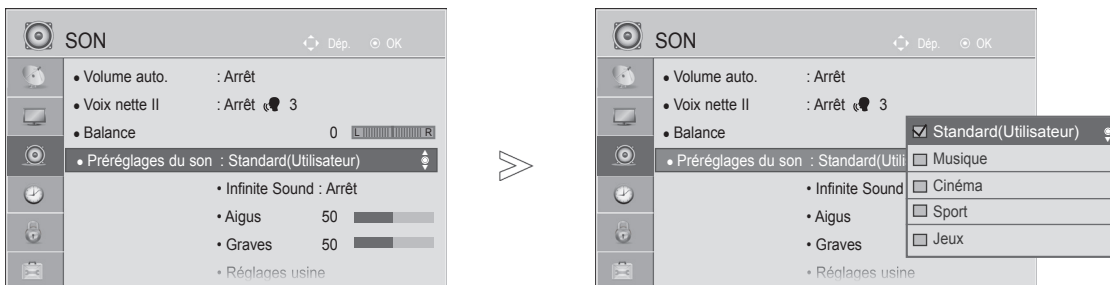 SON Dép. OK
• Volume auto. : Arrêt
• Voix nette II : Arrêt 3
• Balance 0 L R
• Préréglages du son : Standard(Utilisateur)
• Infinite Sound : Arrêt
• Aigus 50
• Graves 50
• Réglages usine
SON Dép. OK
• Volume auto. : Arrêt
• Voix nette II : Arrêt 3
• Balance
• Préréglages du son : Standard(Utili
• Infinite Sound
• Aigus
• Graves
• Réglages usine
Standard(Utilisateur)
Musique
Cinéma
Sport
Jeux